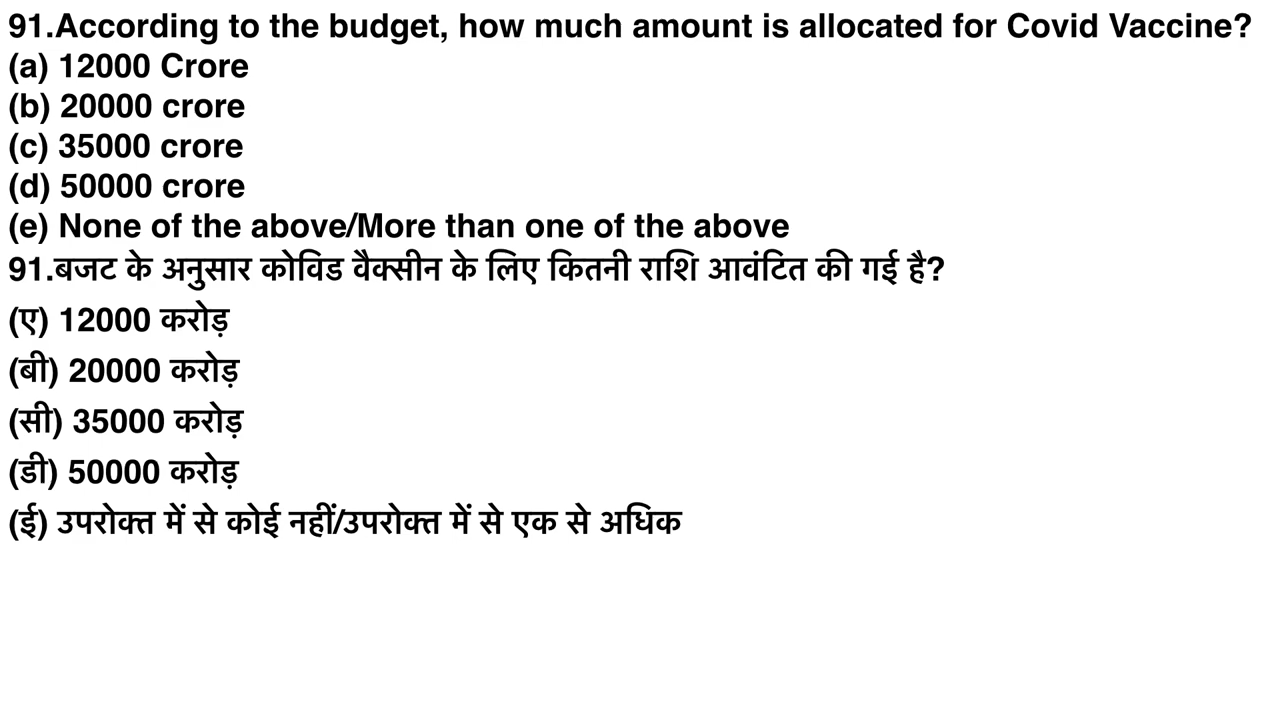 91.According to the budget, how much amount is allocated for Covid Vaccine?
(a) 12000 Crore
(b) 20000 crore
(c) 35000 crore
(d) 50000 crore
(e) None of the above/More than one of the above
91.बजट के अनुसार कोविड वैक्सीन के लिए कितनी राशि आवंटित की गई है?
(ए) 12000 करोड़
(बी) 20000 करोड़
(सी) 35000 करोड़
(डी) 50000 करोड़
(ई) उपरोक्त में से कोई नहीं/उपरोक्त में से एक से अधिक